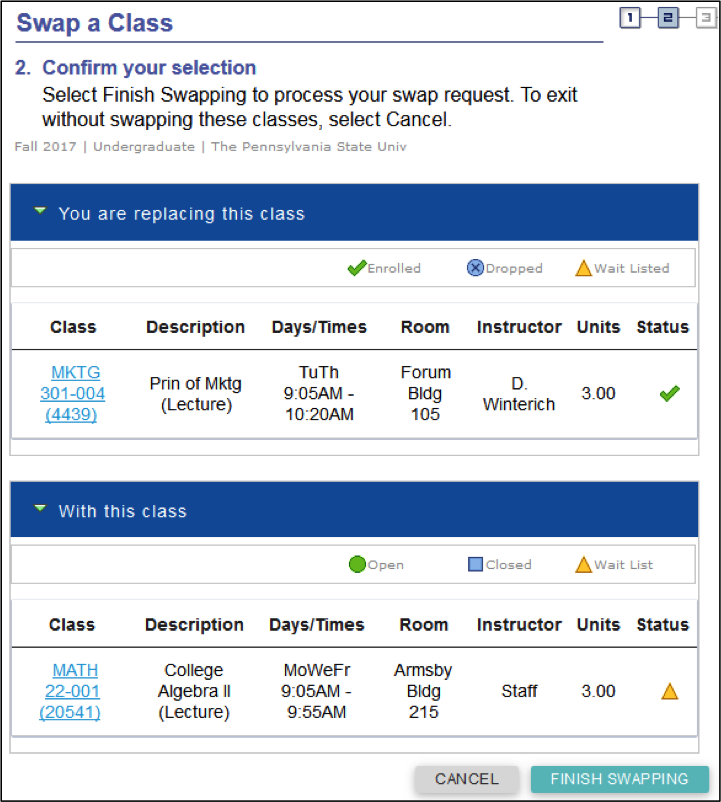 Swap a Class
1 2 3
2. Confirm your selection
Select Finish Swapping to process your swap request. To exit
without swapping these classes, select Cancel.
Fall 2017 | Undergraduate | The Pennsylvania State Univ
You are replacing this class
Enrolled Dropped Wait Listed
Class Description Days/Times Room Instructor Units Status
MKTG
301-004
(4439)
Prin of Mktg
(Lecture)
TuTh
9:05AM -
10:20AM
Forum
Bldg
105
D.
Winterich
3.00
With this class
Open Closed Wait List
Class Description Days/Times Room Instructor Units Status
MATH
22-001
(20541)
College
Algebra II
(Lecture)
MoWeFr
9:05AM -
9:55AM
Armsby
Bldg
215
Staff
3.00
CANCEL FINISH SWAPPING